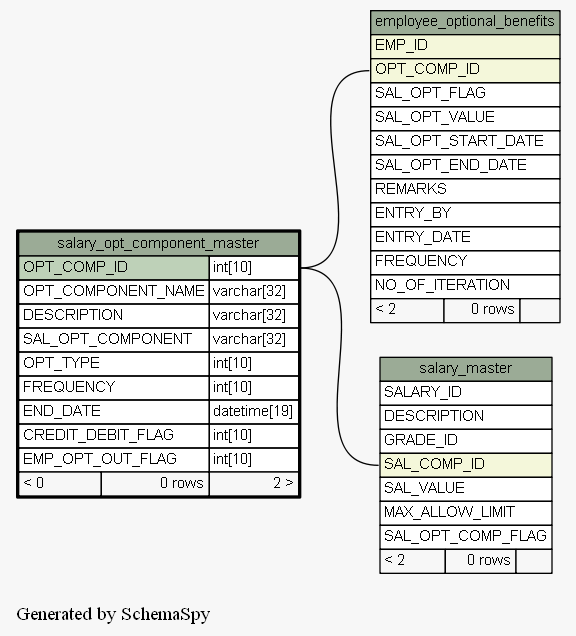 employee_optional_benefits
EMP_ID
OPT_COMP_ID
SAL_OPT_FLAG
SAL_OPT_VALUE
SAL_OPT_START_DATE
SAL_OPT_END_DATE
REMARKS
ENTRY_BY
ENTRY_DATE
FREQUENCY
NO_OF_ITERATION
< 2 0 rows
salary_opt_component_master
OPT_COMP_ID int[10]
OPT_COMPONENT_NAME varchar[32]
DESCRIPTION varchar[32]
SAL_OPT_COMPONENT varchar[32]
OPT_TYPE int[10]
FREQUENCY int[10]
END_DATE datetime[19]
CREDIT_DEBIT_FLAG int[10]
EMP_OPT_OUT_FLAG int[10]
< 0 0 rows 2 >
salary_master
SALARY_ID
DESCRIPTION
GRADE_ID
SAL_COMP_ID
SAL_VALUE
MAX_ALLOW_LIMIT
SAL_OPT_COMP_FLAG
< 2 0 rows
Generated by SchemaSpy